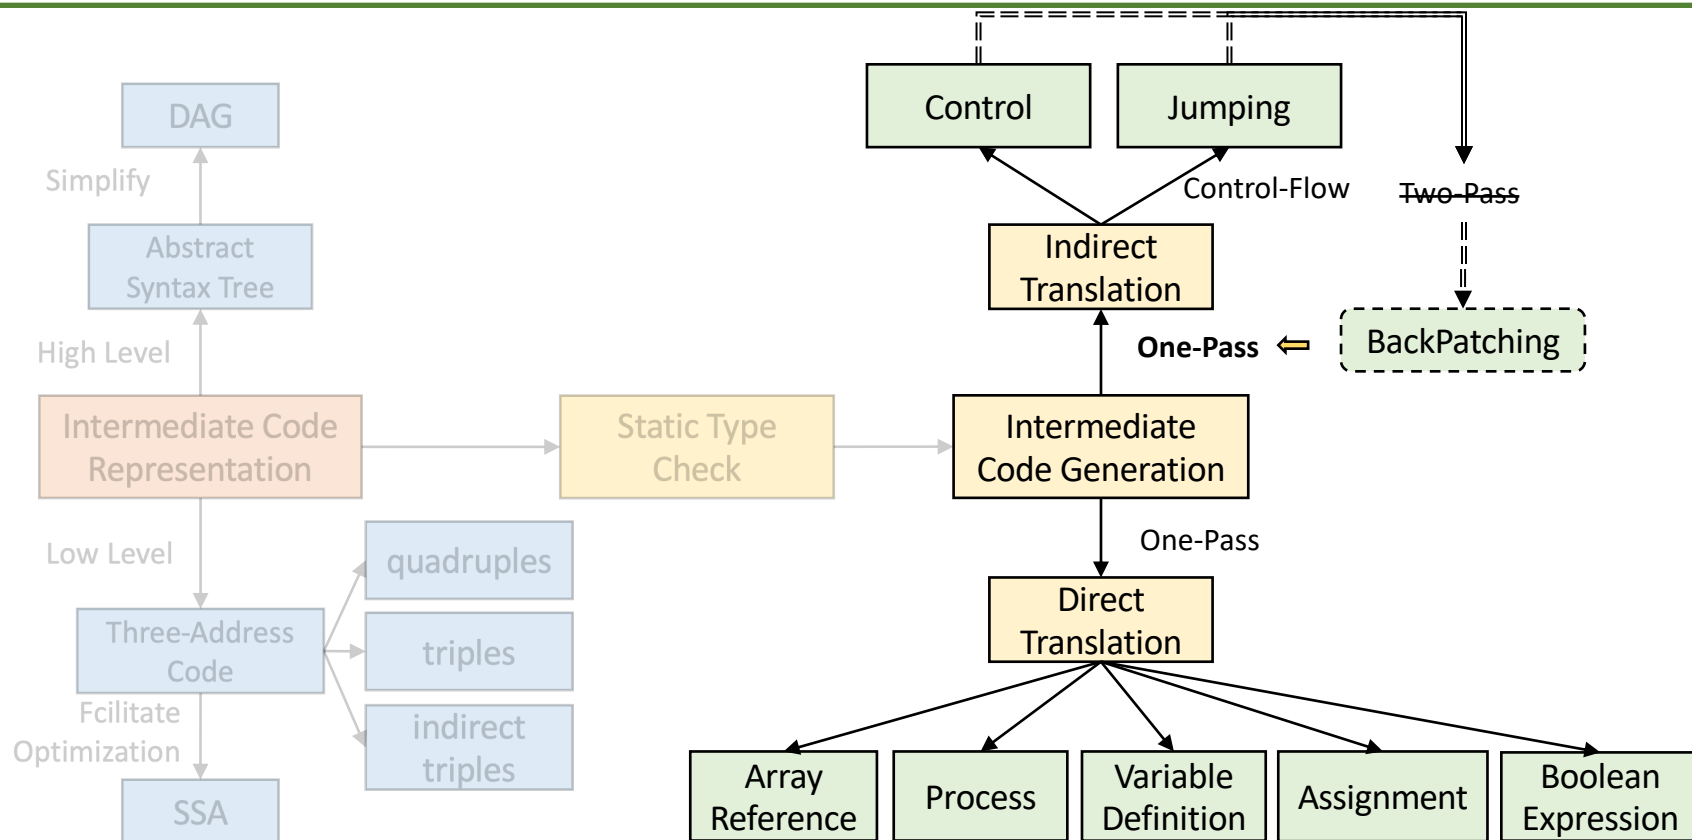 Control
Jumping
DAG
Simplify
Control-Flow
Two-Pass
Abstract
Syntax Tree
Indirect
Translation
High Level
One-Pass
BackPatching
Intermediate Code
Representation
Static Type
Check
Intermediate
Code Generation
Low Level
quadruples
One-Pass
Three-Address
Code
triples
Direct
Translation
Fcilitate
Optimization
indirect
triples
SSA
Array
Reference
Process
Variable
Definition
Assignment
Boolean
Expression